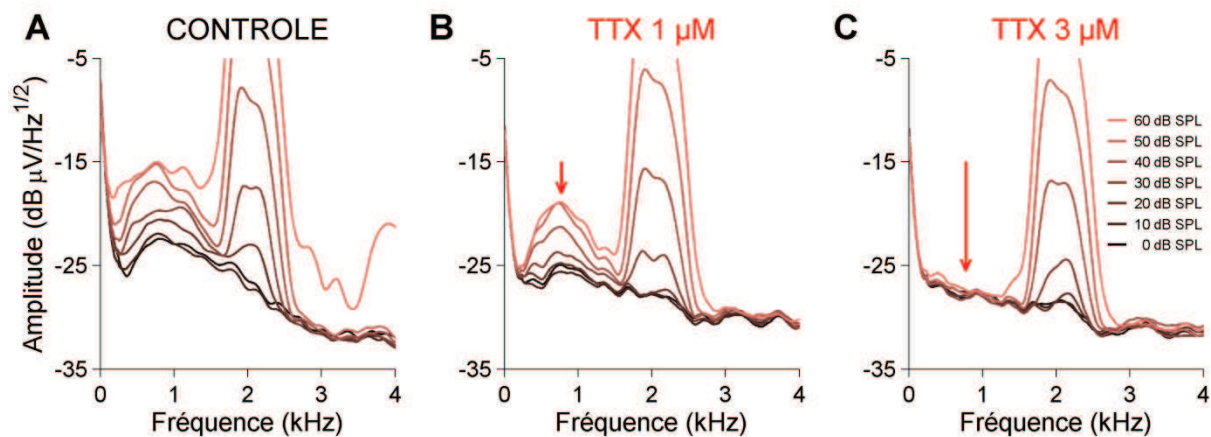 A CONTROLE
B TTX 1 µM
C TTX 3 µM
Amplitude (dB µV/Hz1/2)
-5
-15
-25
-35
0 1 2 3 4
Fréquence (kHz)
-5
-15
-25
-35
0 1 2 3 4
Fréquence (kHz)
-5
-15
-25
-35
0 1 2 3 4
Fréquence (kHz)
60 dB SPL
50 dB SPL
40 dB SPL
30 dB SPL
20 dB SPL
10 dB SPL
0 dB SPL